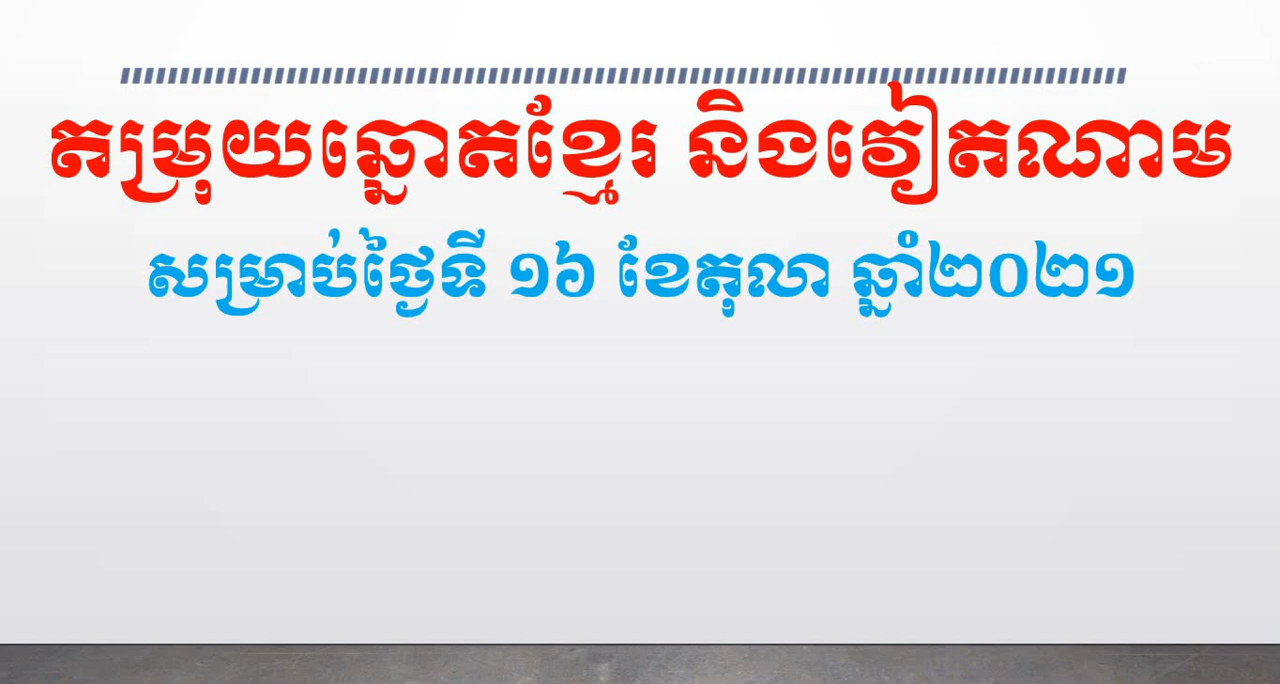 តម្រុយឆ្នោតខ្មែរ និងវៀតណាម
សម្រាប់ថ្ងៃទី ១៦ ខែតុលា ឆ្នាំ២០២១